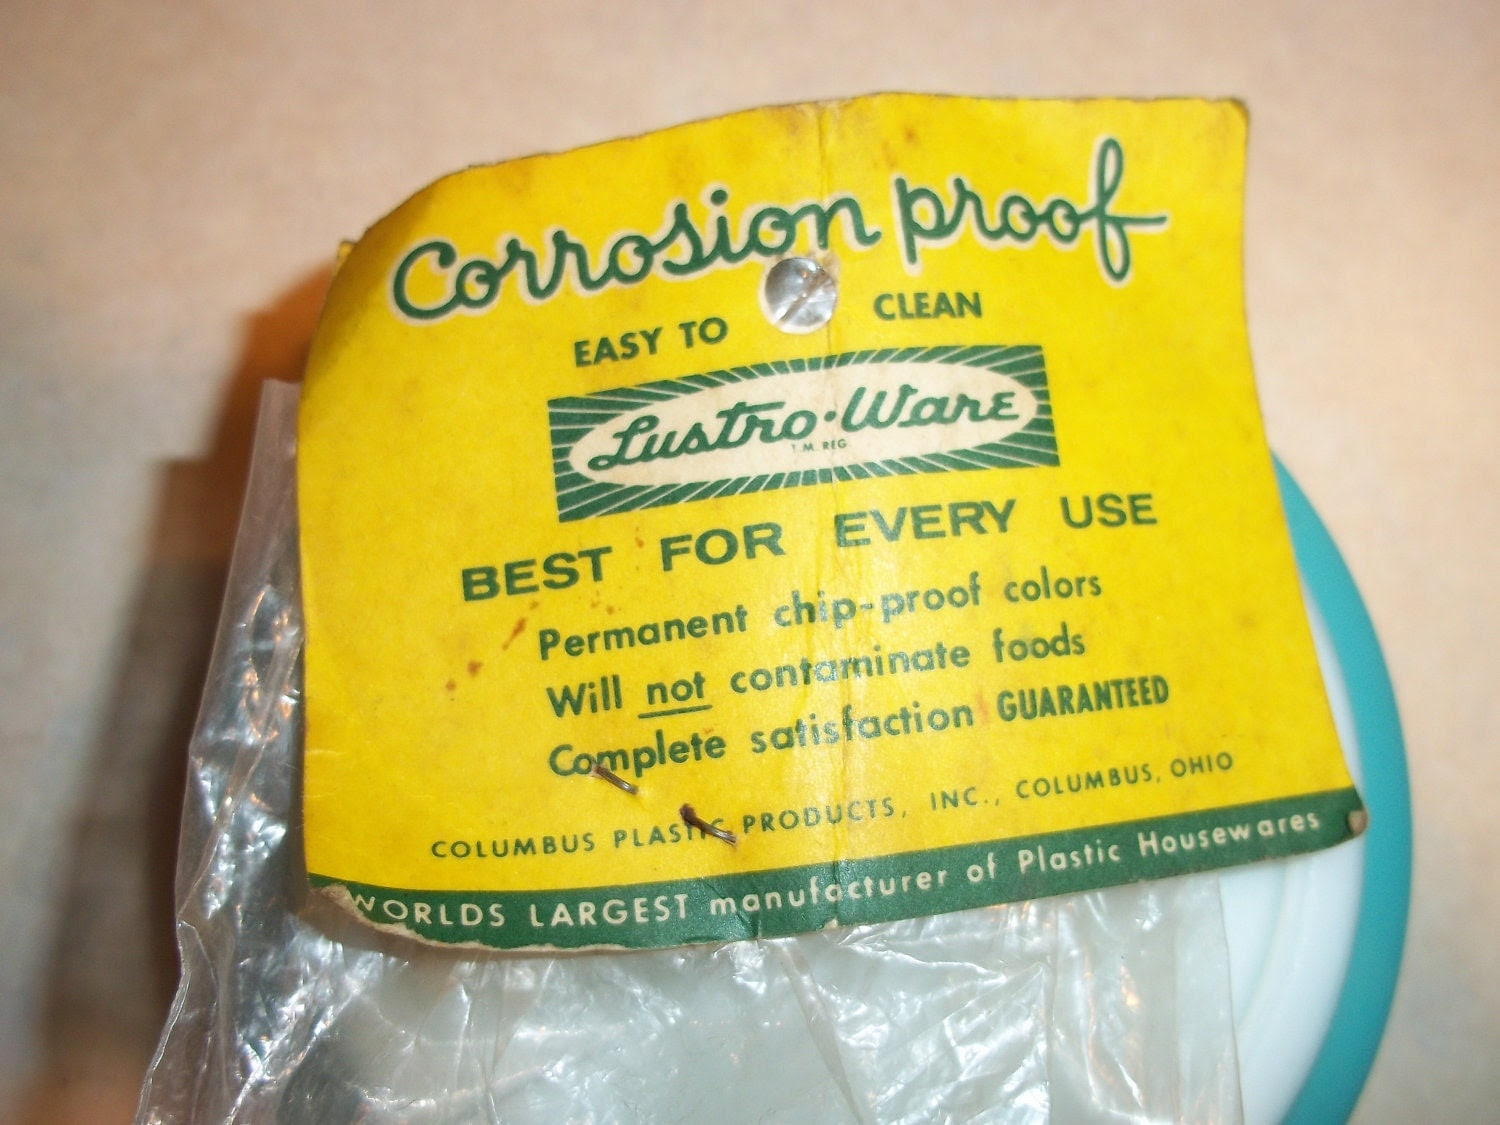 Corrosion proof
EASY TO CLEAN
Lustro·Ware
T.M. REG.
BEST FOR EVERY USE
Permanent chip-proof colors
Will not contaminate foods
Complete satisfaction GUARANTEED
COLUMBUS PLASTIC PRODUCTS, INC., COLUMBUS, OHIO
WORLDS LARGEST manufacturer of Plastic Housewares